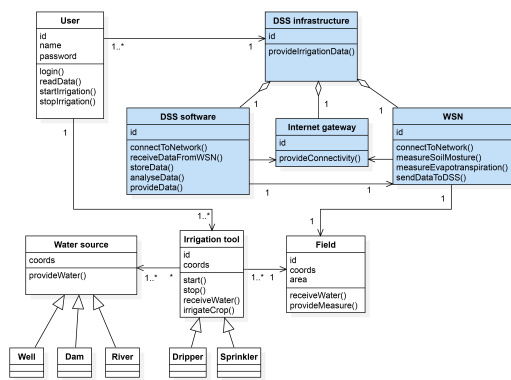 User
id
name
password
login()
readData()
startIrrigation()
stopIrrigation()
1..*
1
DSS infrastructure
id
provideIrrigationData()
1
1
1
DSS software
id
connectToNetwork()
receiveDataFromWSN()
storeData()
analyseData()
provideData()
Internet gateway
id
provideConnectivity()
WSN
id
connectToNetwork()
measureSoilMosture()
measureEvapotranspiration()
sendDataToDSS()
1
1
1
1..*
1
1
Water source
coords
provideWater()
1..*
*
Irrigation tool
id
coords
start()
stop()
receiveWater()
irrigateCrop()
1..*
1
Field
id
coords
area
receiveWater()
provideMeasure()
Well
Dam
River
Dripper
Sprinkler